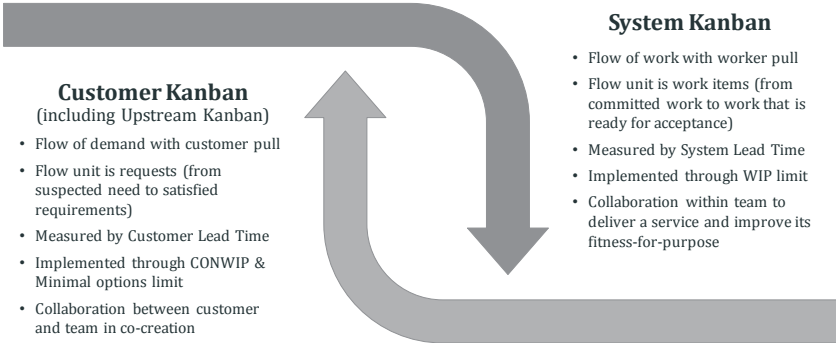 Customer Kanban
(including Upstream Kanban)
• Flow of demand with customer pull
• Flow unit is requests (from
suspected need to satisfied
requirements)
• Measured by Customer Lead Time
• Implemented through CONWIP &
Minimal options limit
• Collaboration between customer
and team in co-creation
System Kanban
• Flow of work with worker pull
• Flow unit is work items (from
committed work to work that is
ready for acceptance)
• Measured by System Lead Time
• Implemented through WIP limit
• Collaboration within team to
deliver a service and improve its
fitness-for-purpose